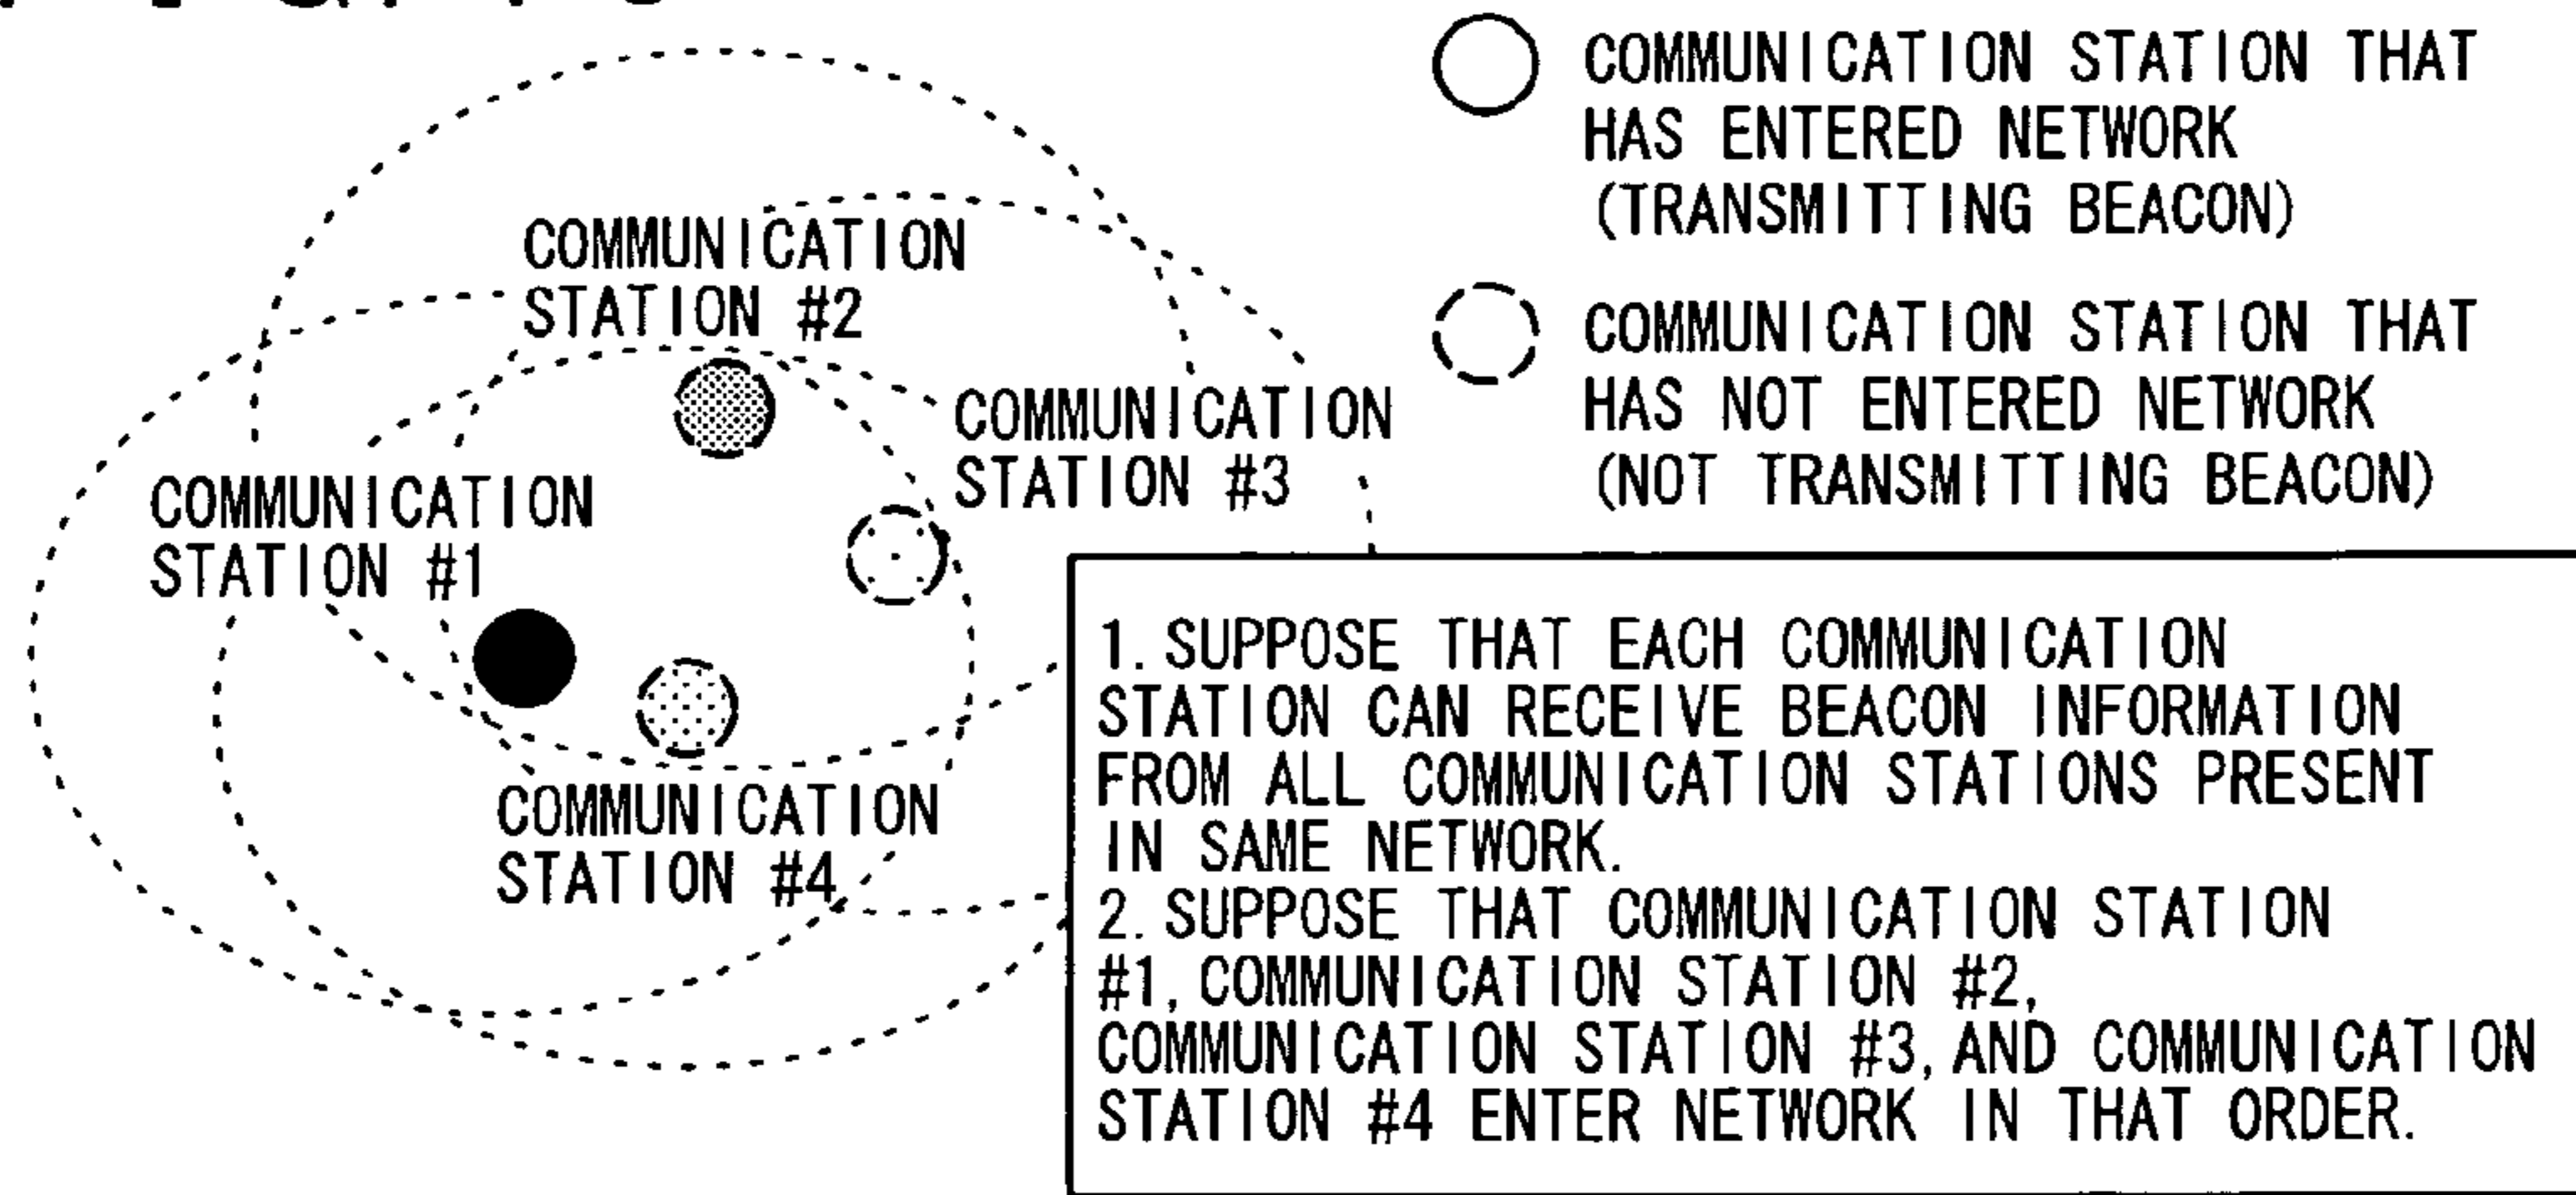 COMMUNICATION STATION THAT
HAS ENTERED NETWORK
(TRANSMITTING BEACON)
COMMUNICATION STATION THAT
HAS NOT ENTERED NETWORK
(NOT TRANSMITTING BEACON)
COMMUNICATION
STATION #2
COMMUNICATION
STATION #3
COMMUNICATION
STATION #1
COMMUNICATION
STATION #4
1. SUPPOSE THAT EACH COMMUNICATION
STATION CAN RECEIVE BEACON INFORMATION
FROM ALL COMMUNICATION STATIONS PRESENT
IN SAME NETWORK.
2. SUPPOSE THAT COMMUNICATION STATION
#1, COMMUNICATION STATION #2,
COMMUNICATION STATION #3, AND COMMUNICATION
STATION #4 ENTER NETWORK IN THAT ORDER.